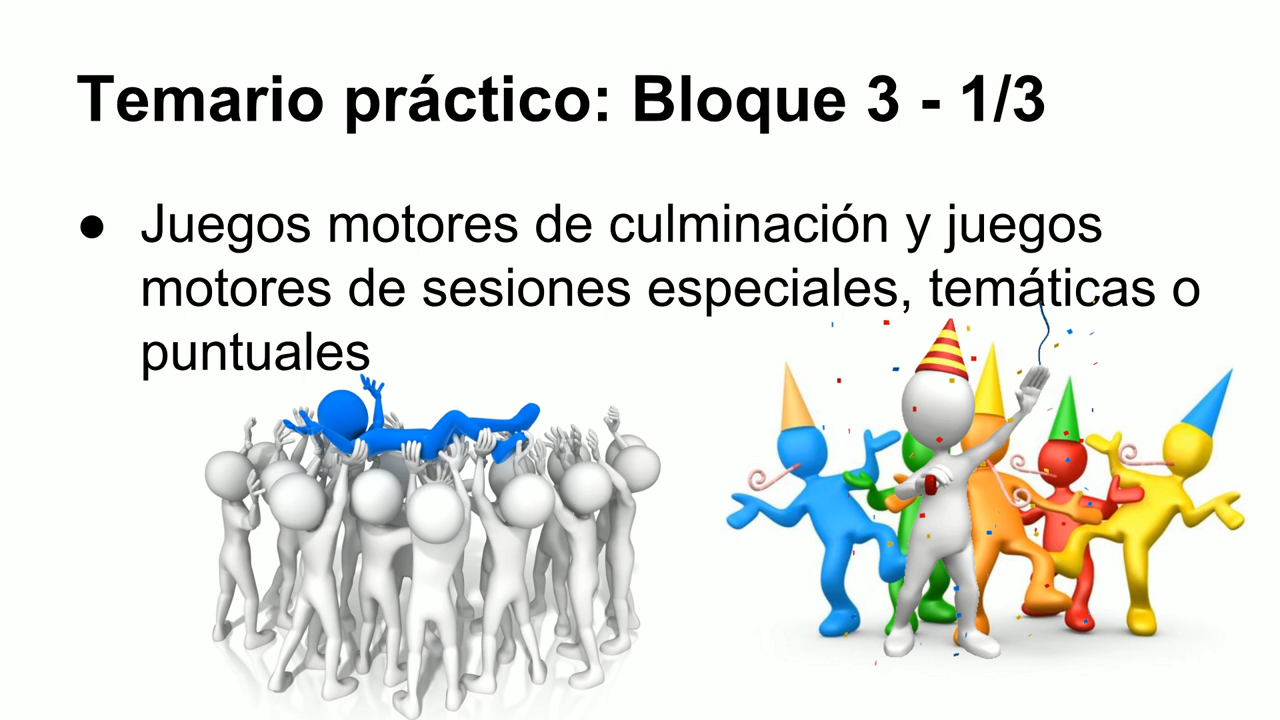 Temario práctico: Bloque 3 - 1/3
● Juegos motores de culminación y juegos
motores de sesiones especiales, temáticas o
puntuales